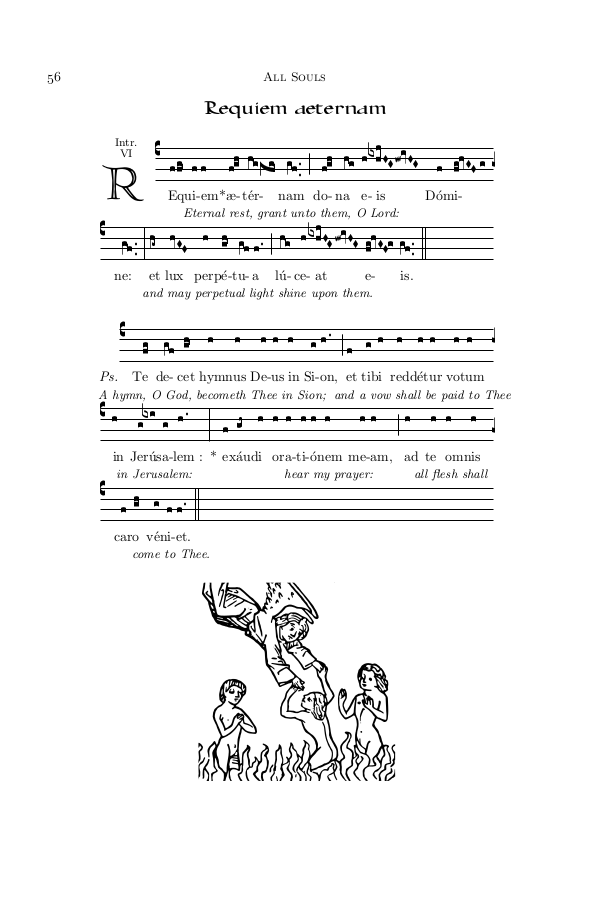 56
All Souls
Requiem aeternam
Intr.
VI
R
Equi-em*æ-tér- nam do-na e-is Dómi-
Eternal rest, grant unto them, O Lord:
ne: et lux perpé-tu-a lú-ce-at e- is.
and may perpetual light shine upon them.
Ps. Te de-cet hymnus De-us in Si-on, et tibi reddétur votum
A hymn, O God, becometh Thee in Sion; and a vow shall be paid to Thee
in Jerúsa-lem : * exáudi ora-ti-ónem me-am, ad te omnis
in Jerusalem: hear my prayer: all flesh shall
caro véni-et.
come to Thee.